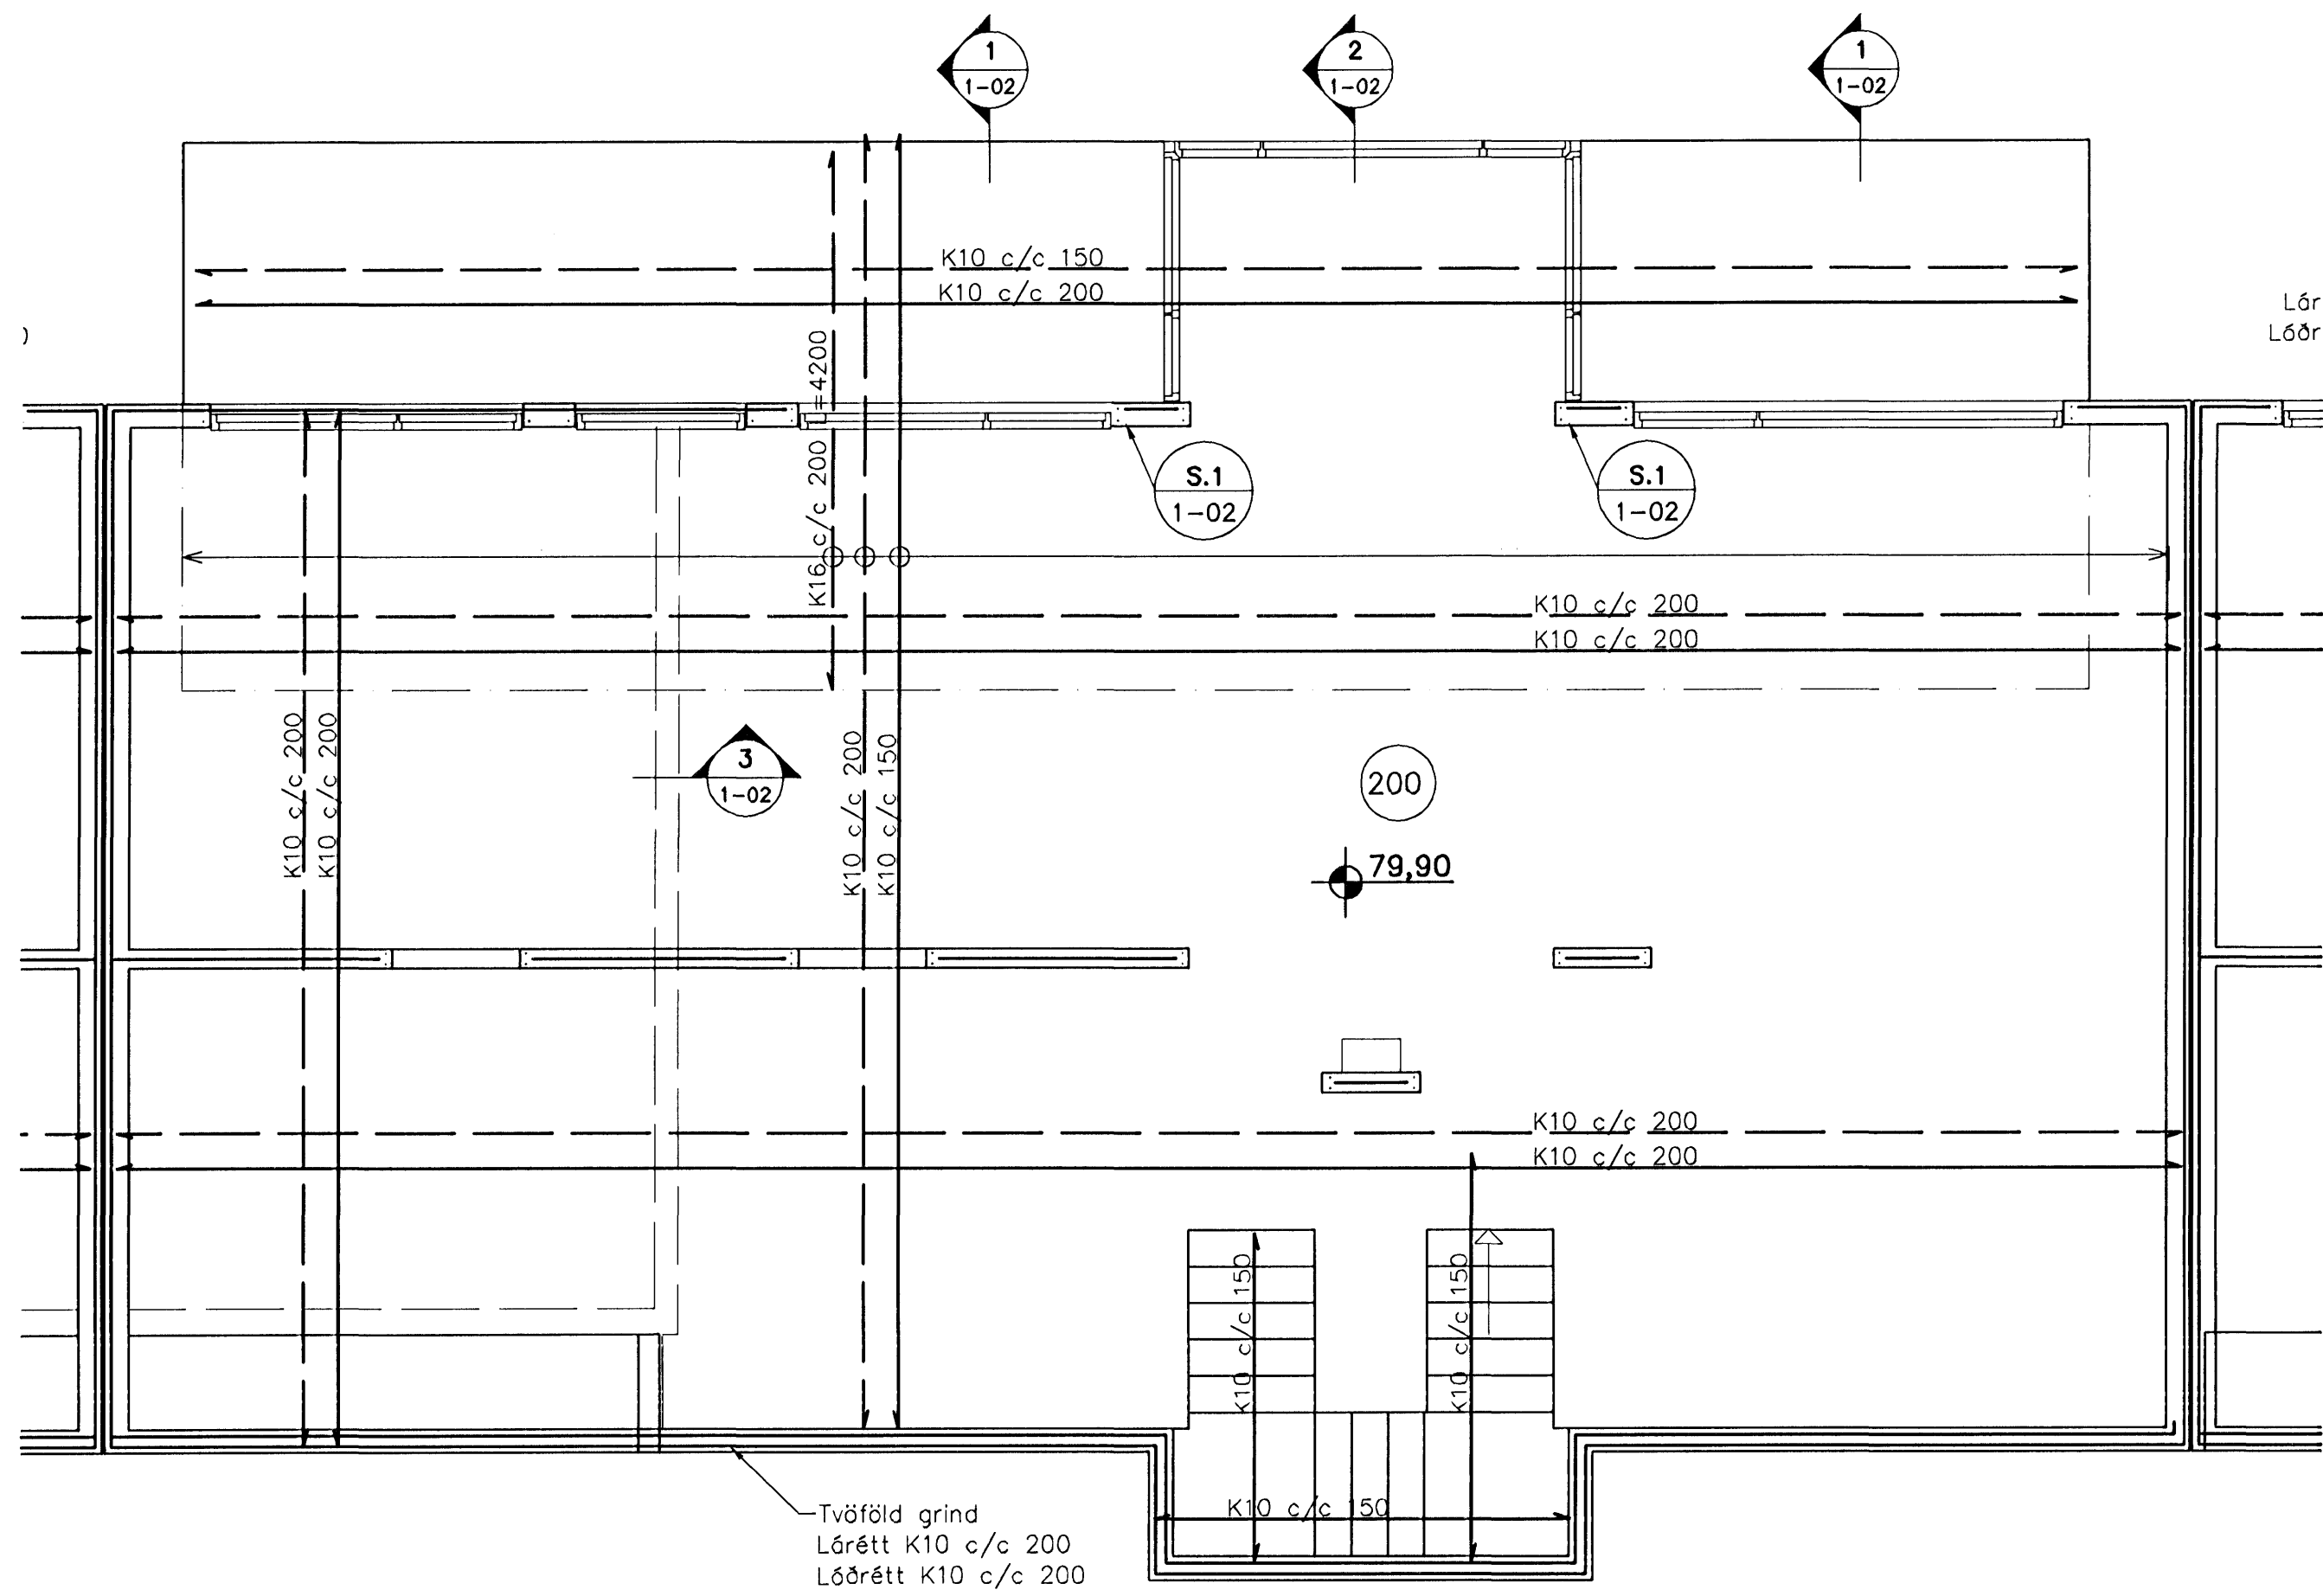 1
1-02
2
1-02
1
1-02
K10 c/c 150
K10 c/c 200
)
Lár
Lóðr
K16 c/c 200 L=4200
S.1
1-02
S.1
1-02
K10 c/c 200
K10 c/c 200
K10 c/c 200
K10 c/c 200
K10 c/c 200
K10 c/c 150
3
1-02
200
79,90
K10 c/c 200
K10 c/c 200
K10 c/c 150
K10 c/c 150
K10 c/c 150
Tvöföld grind
Lárétt K10 c/c 200
Lóðrétt K10 c/c 200